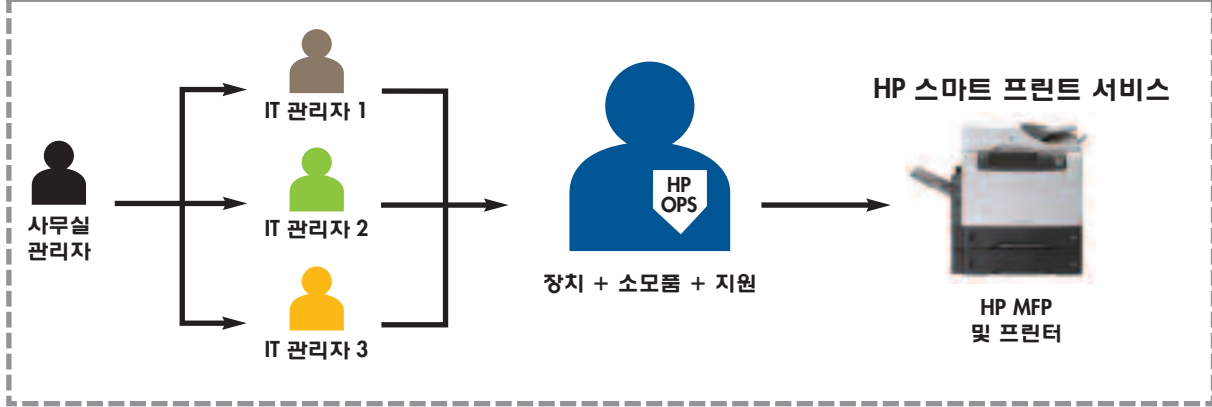 사무실
관리자
IT 관리자 1
IT 관리자 2
IT 관리자 3
HP
OPS
장치 + 소모품 + 지원
HP 스마트 프린트 서비스
HP MFP
및 프린터